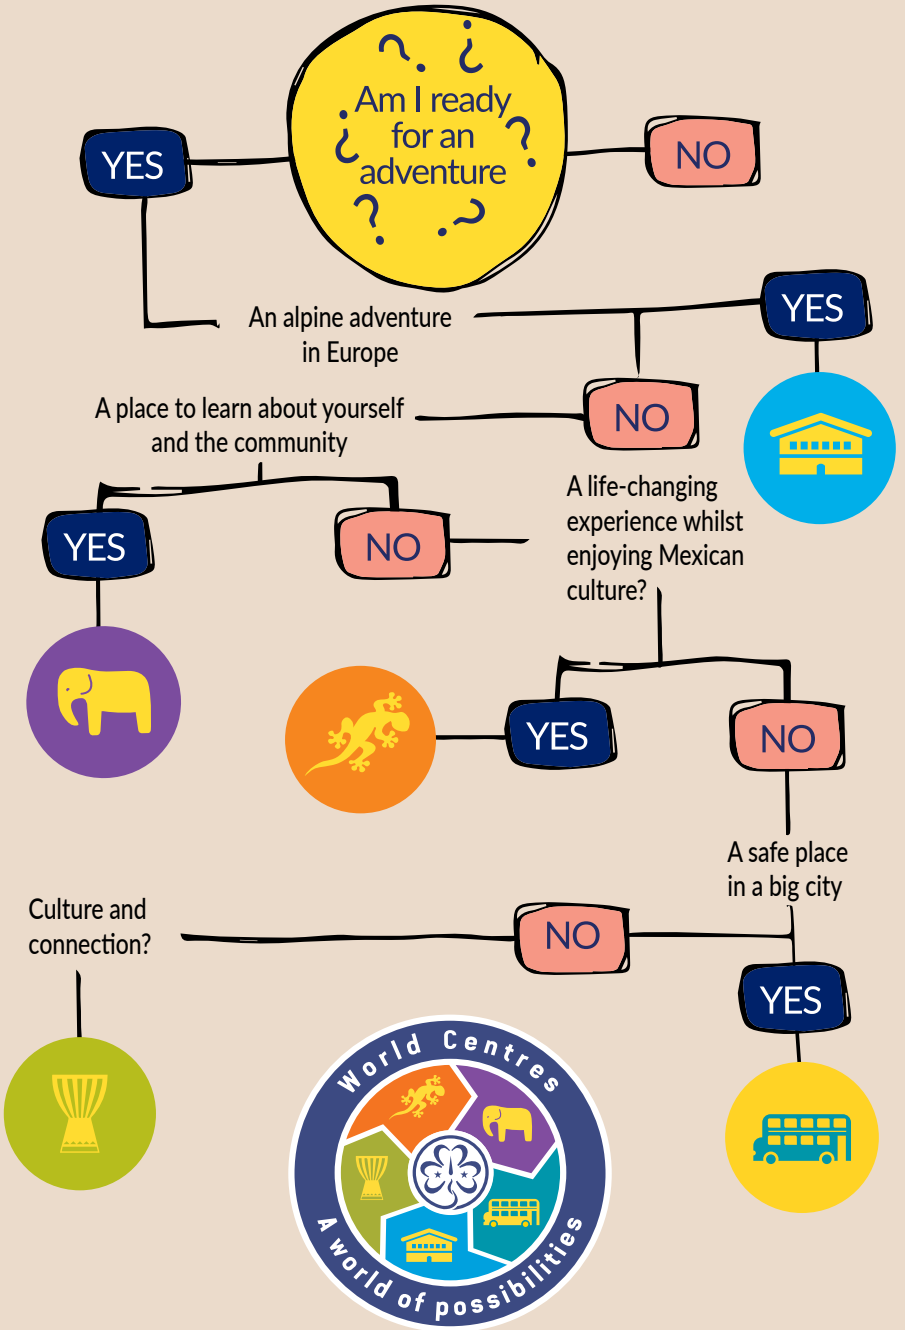 Am I ready
for an
adventure
YES
NO
An alpine adventure
in Europe
YES
NO
A place to learn about yourself
and the community
YES
NO
A life-changing
experience whilst
enjoying Mexican
culture?
YES
NO
A safe place
in a big city
Culture and
connection?
NO
YES
World Centres
A world of possibilities